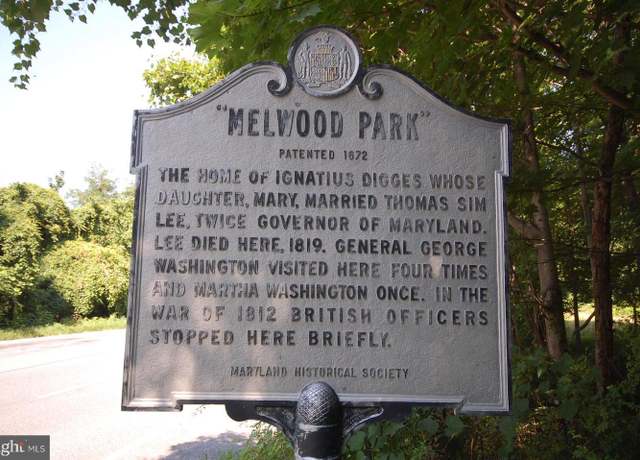 "MELWOOD PARK"
PATENTED 1672
THE HOME OF IGNATIUS DIGGES WHOSE
DAUGHTER, MARY, MARRIED THOMAS SIM
LEE, TWICE GOVERNOR OF MARYLAND.
LEE DIED HERE, 1819. GENERAL GEORGE
WASHINGTON VISITED HERE FOUR TIMES
AND MARTHA WASHINGTON ONCE. IN THE
WAR OF 1812 BRITISH OFFICERS
STOPPED HERE BRIEFLY.
MARYLAND HISTORICAL SOCIETY
ght MLS